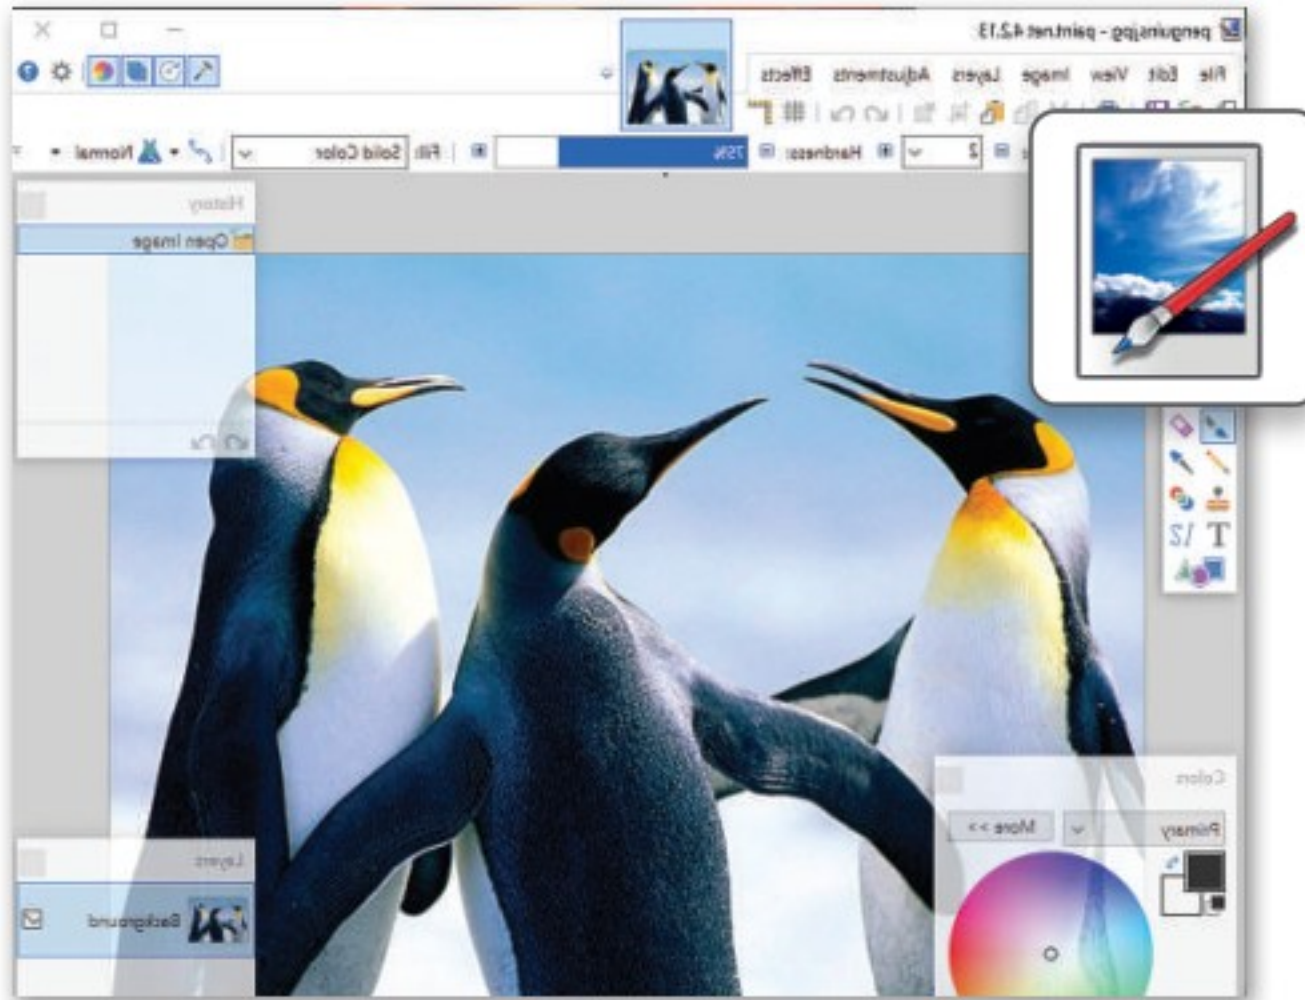 penguins.jpg - paint.net 4.2.13
File Edit View Image Layers Adjustments Effects
2 Hardness: 75% Fill: Solid Color Normal
History
Open Image
Colors
Primary More >>
Layers
Background